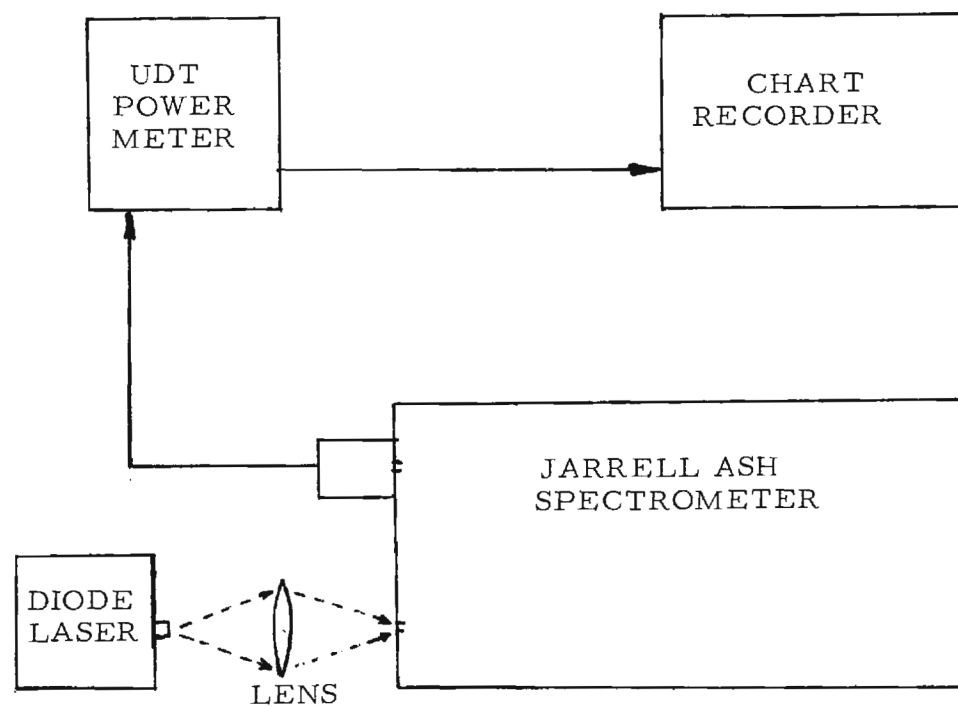 UDT
POWER
METER
CHART
RECORDER
JARRELL ASH
SPECTROMETER
DIODE
LASER
LENS